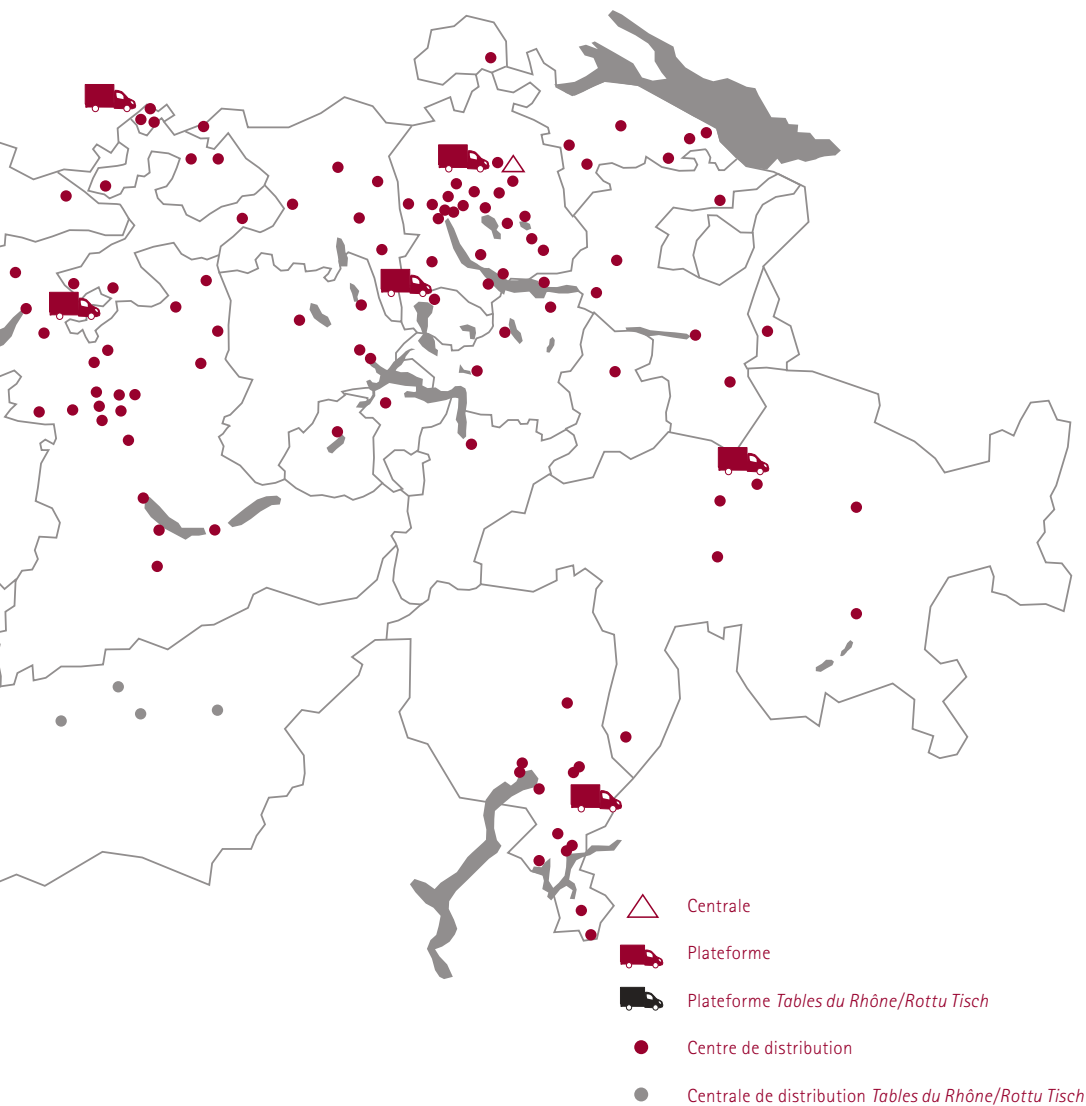 Centrale
Plateforme
Plateforme Tables du Rhône/Rottu Tisch
Centre de distribution
Centrale de distribution Tables du Rhône/Rottu Tisch